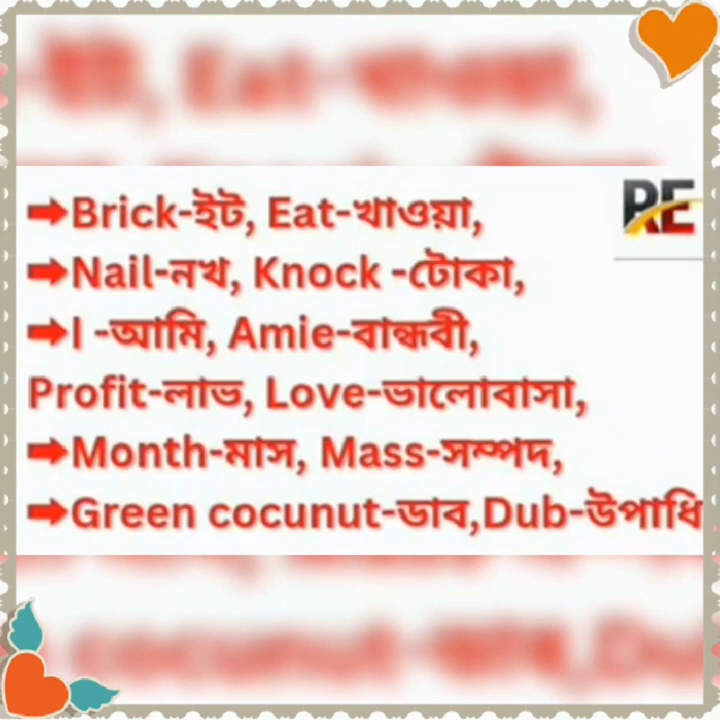 RE
➡Brick-ইট, Eat-খাওয়া,
➡Nail-নখ, Knock -টোকা,
➡I -আমি, Amie-বান্ধবী,
Profit-লাভ, Love-ভালোবাসা,
➡Month-মাস, Mass-সম্পদ,
➡Green cocunut-ডাব,Dub-উপাধি